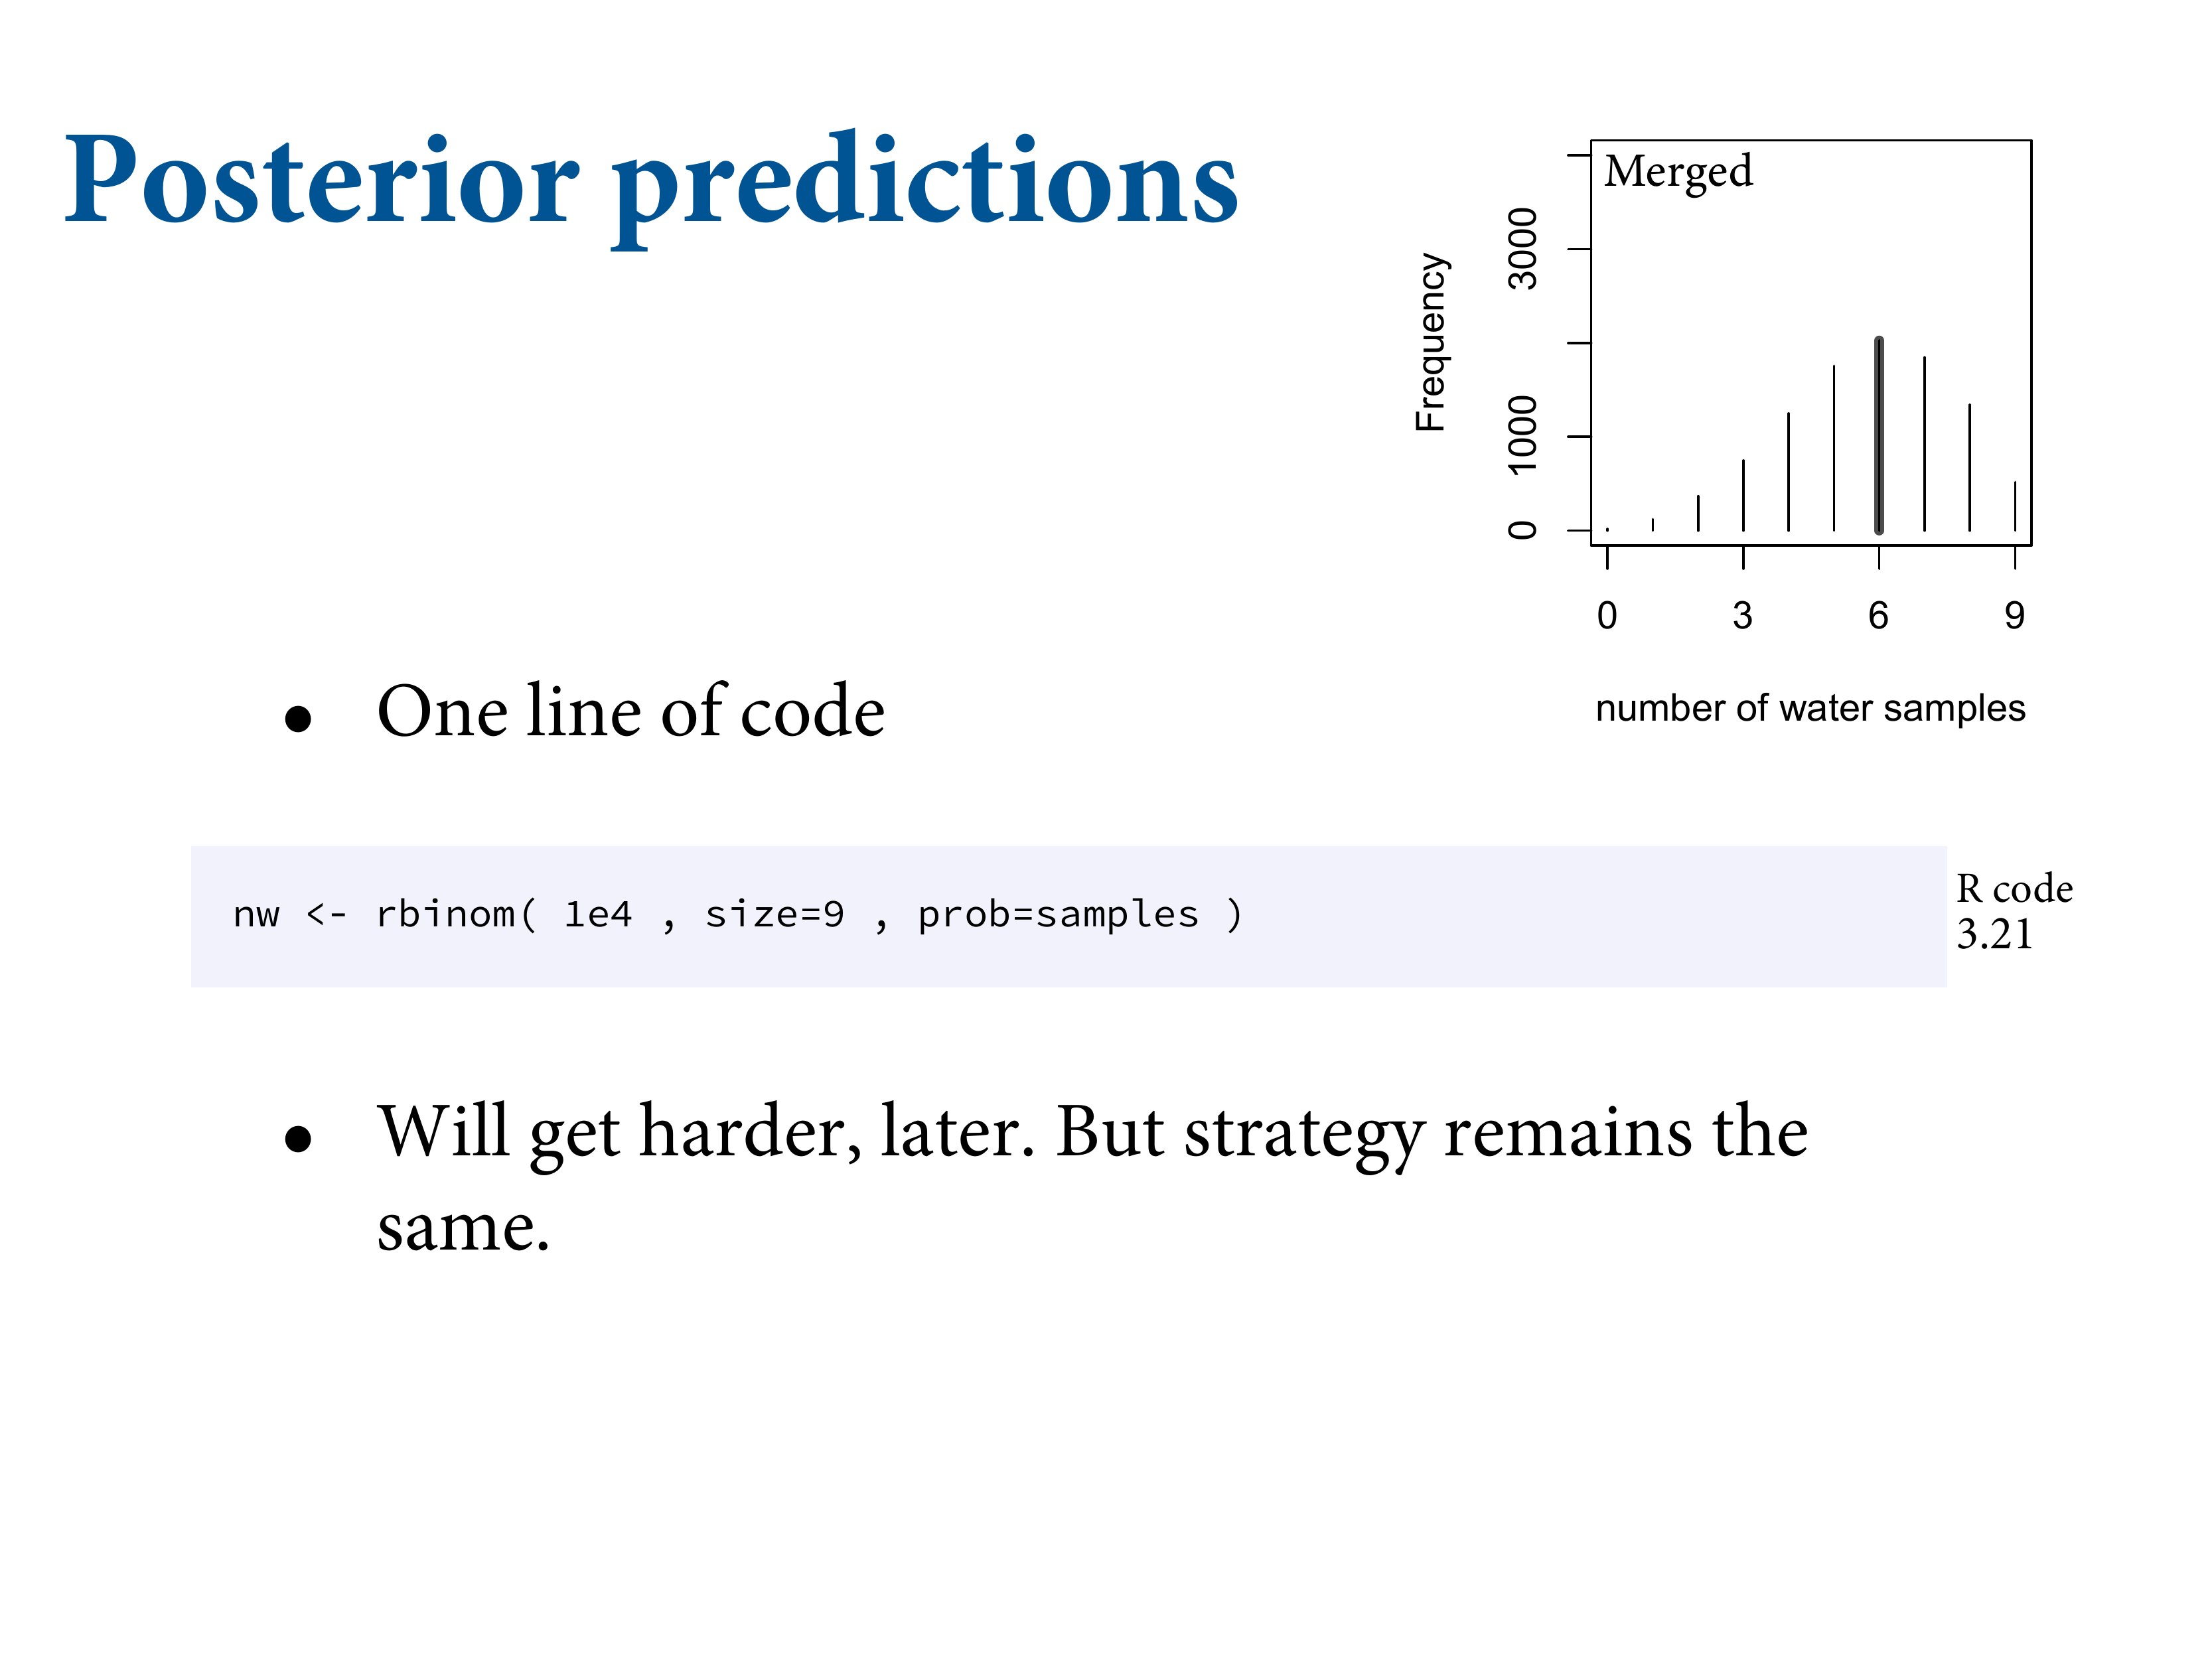 Posterior predictions
Merged
Frequency
30000
1000
0
0 3 6 9
number of water samples
• One line of code
nw <- rbinom( 1e4 , size=9 , prob=samples )
R code
3.21
• Will get harder, later. But strategy remains the
same.